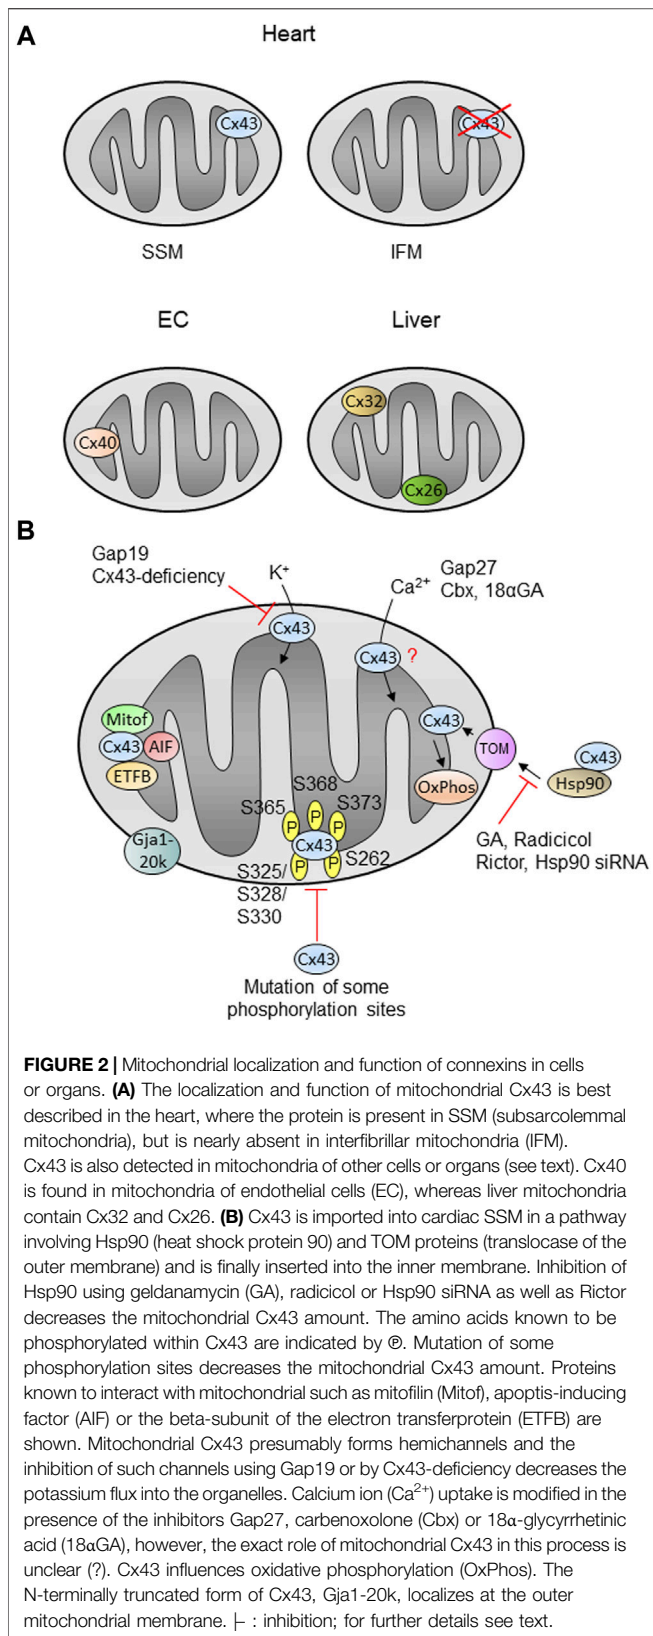 A
Heart
Cx43
Cx43
SSM
IFM
EC
Liver
Cx40
Cx32
Cx26
B
Gap19
Cx43-deficiency
K⁺
Ca²⁺
Gap27
Cbx, 18αGA
Cx43
Cx43
?
Mitof
Cx43
AIF
ETFB
Cx43
TOM
Cx43
Hsp90
OxPhos
S368
S365
S373
P
P
P
Cx43
P
P
S262
Gja1-
20k
S325/
S328/
S330
GA, Radicicol
Rictor, Hsp90 siRNA
Cx43
Mutation of some
phosphorylation sites
FIGURE 2 | Mitochondrial localization and function of connexins in cells
or organs. (A) The localization and function of mitochondrial Cx43 is best
described in the heart, where the protein is present in SSM (subsarcolemmal
mitochondria), but is nearly absent in interfibrillar mitochondria (IFM).
Cx43 is also detected in mitochondria of other cells or organs (see text). Cx40
is found in mitochondria of endothelial cells (EC), whereas liver mitochondria
contain Cx32 and Cx26. (B) Cx43 is imported into cardiac SSM in a pathway
involving Hsp90 (heat shock protein 90) and TOM proteins (translocase of the
outer membrane) and is finally inserted into the inner membrane. Inhibition of
Hsp90 using geldanamycin (GA), radicicol or Hsp90 siRNA as well as Rictor
decreases the mitochondrial Cx43 amount. The amino acids known to be
phosphorylated within Cx43 are indicated by ℗. Mutation of some
phosphorylation sites decreases the mitochondrial Cx43 amount. Proteins
known to interact with mitochondrial such as mitofilin (Mitof), apoptis-inducing
factor (AIF) or the beta-subunit of the electron transferprotein (ETFB) are
shown. Mitochondrial Cx43 presumably forms hemichannels and the
inhibition of such channels using Gap19 or by Cx43-deficiency decreases the
potassium flux into the organelles. Calcium ion (Ca²⁺) uptake is modified in the
presence of the inhibitors Gap27, carbenoxolone (Cbx) or 18α-glycyrrhetinic
acid (18αGA), however, the exact role of mitochondrial Cx43 in this process is
unclear (?). Cx43 influences oxidative phosphorylation (OxPhos). The
N-terminally truncated form of Cx43, Gja1-20k, localizes at the outer
mitochondrial membrane. ├ : inhibition; for further details see text.